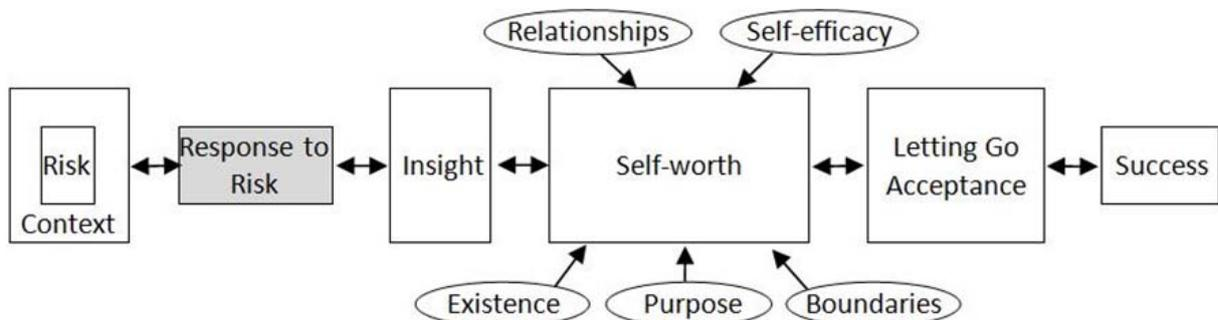 Relationships
Self-efficacy
Risk
Context
Response to
Risk
Insight
Self-worth
Letting Go
Acceptance
Success
Existence
Purpose
Boundaries